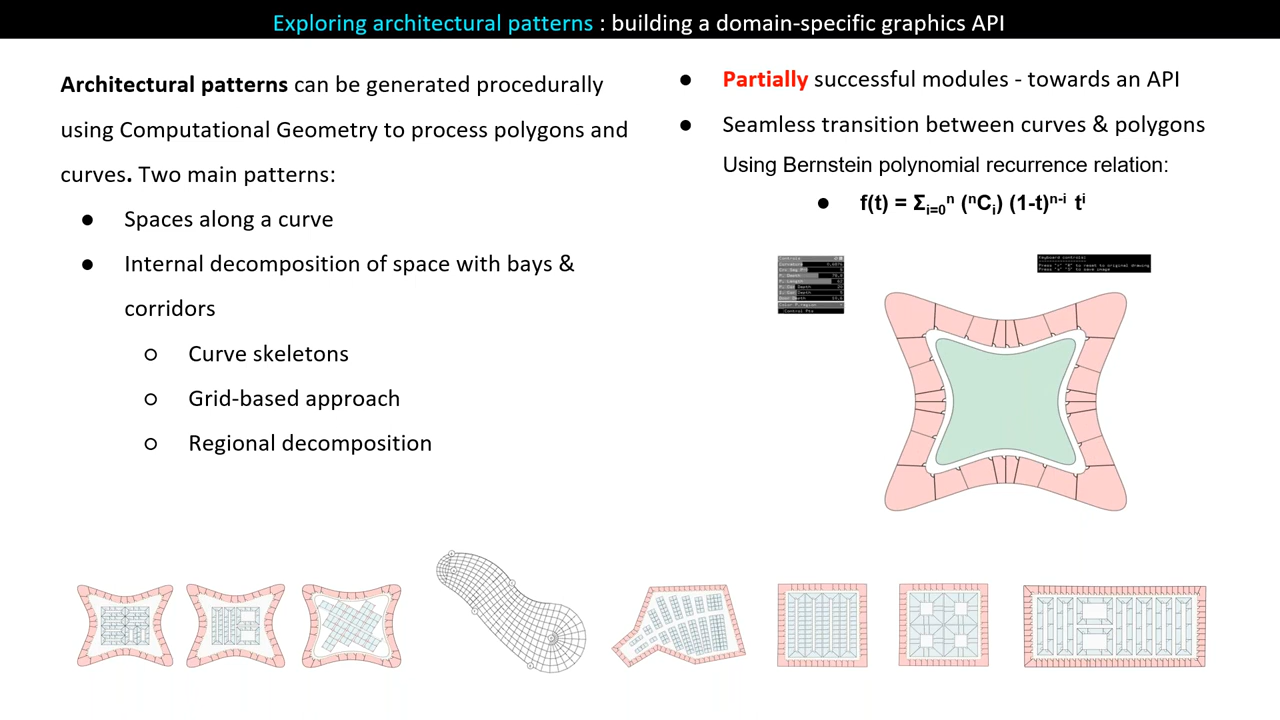 Exploring architectural patterns : building a domain-specific graphics API
Architectural patterns can be generated procedurally
using Computational Geometry to process polygons and
curves. Two main patterns:
● Spaces along a curve
● Internal decomposition of space with bays &
corridors
○ Curve skeletons
○ Grid-based approach
○ Regional decomposition
● Partially successful modules - towards an API
● Seamless transition between curves & polygons
Using Bernstein polynomial recurrence relation:
● f(t) = Σᵢ₌₀ⁿ (ⁿCᵢ) (1-t)ⁿ⁻ⁱ tⁱ
Controls
Keyboard controls: